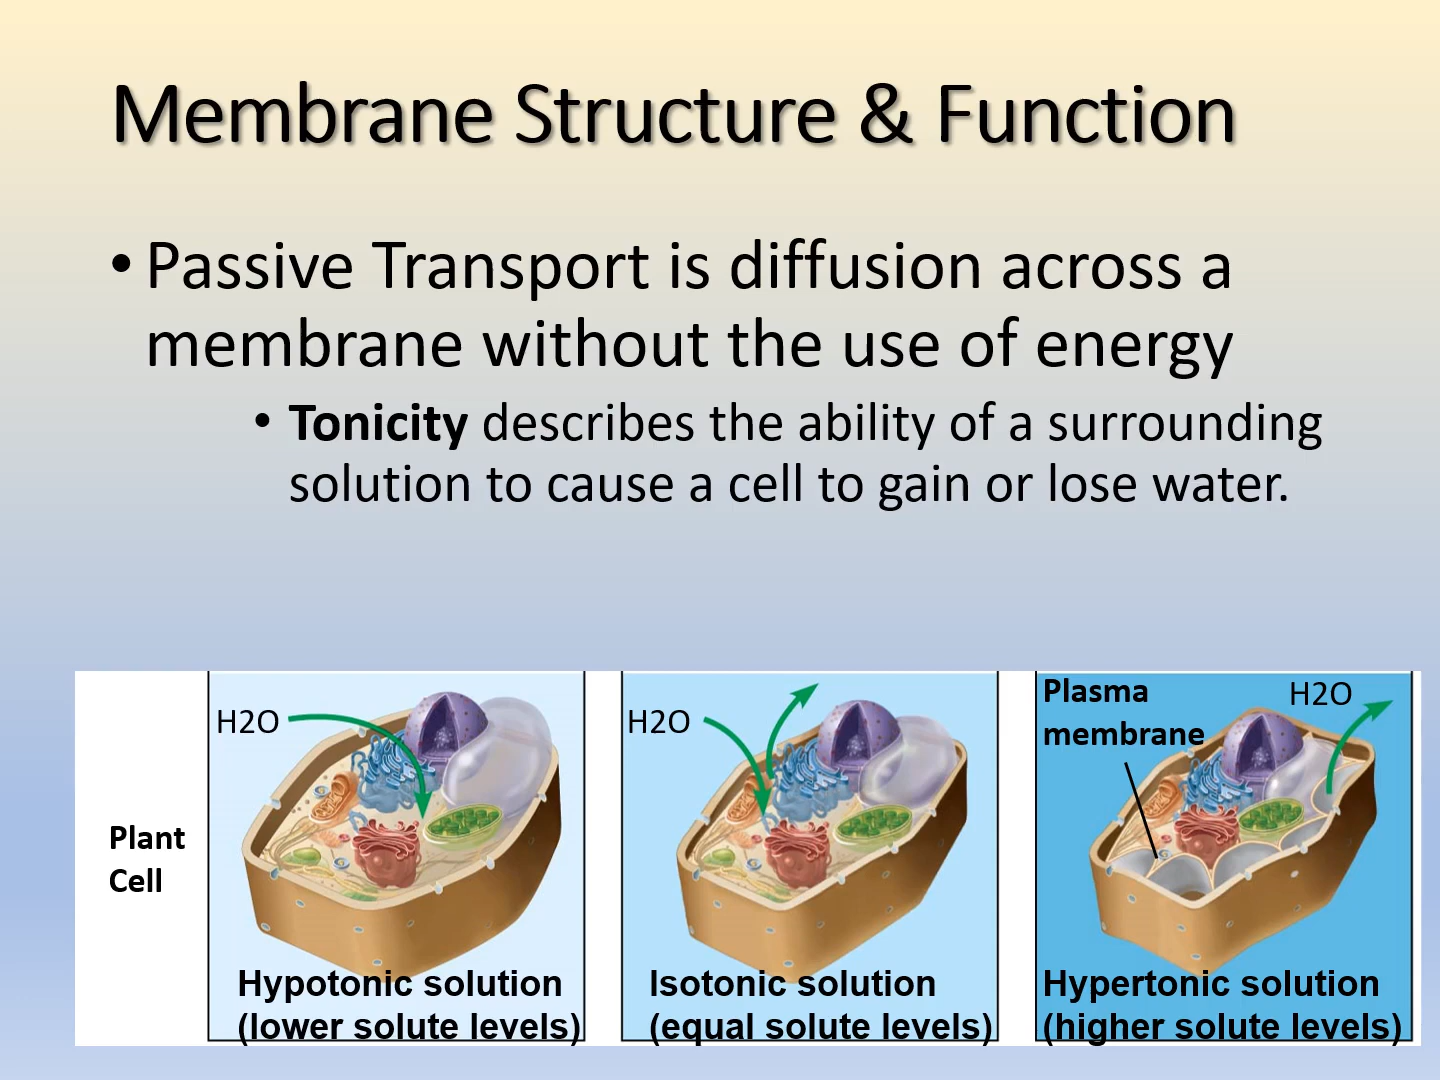 Membrane Structure & Function
• Passive Transport is diffusion across a
membrane without the use of energy
• Tonicity describes the ability of a surrounding
solution to cause a cell to gain or lose water.
Plant
Cell
H2O
Hypotonic solution
(lower solute levels)
H2O
Isotonic solution
(equal solute levels)
Plasma
membrane
H2O
Hypertonic solution
(higher solute levels)